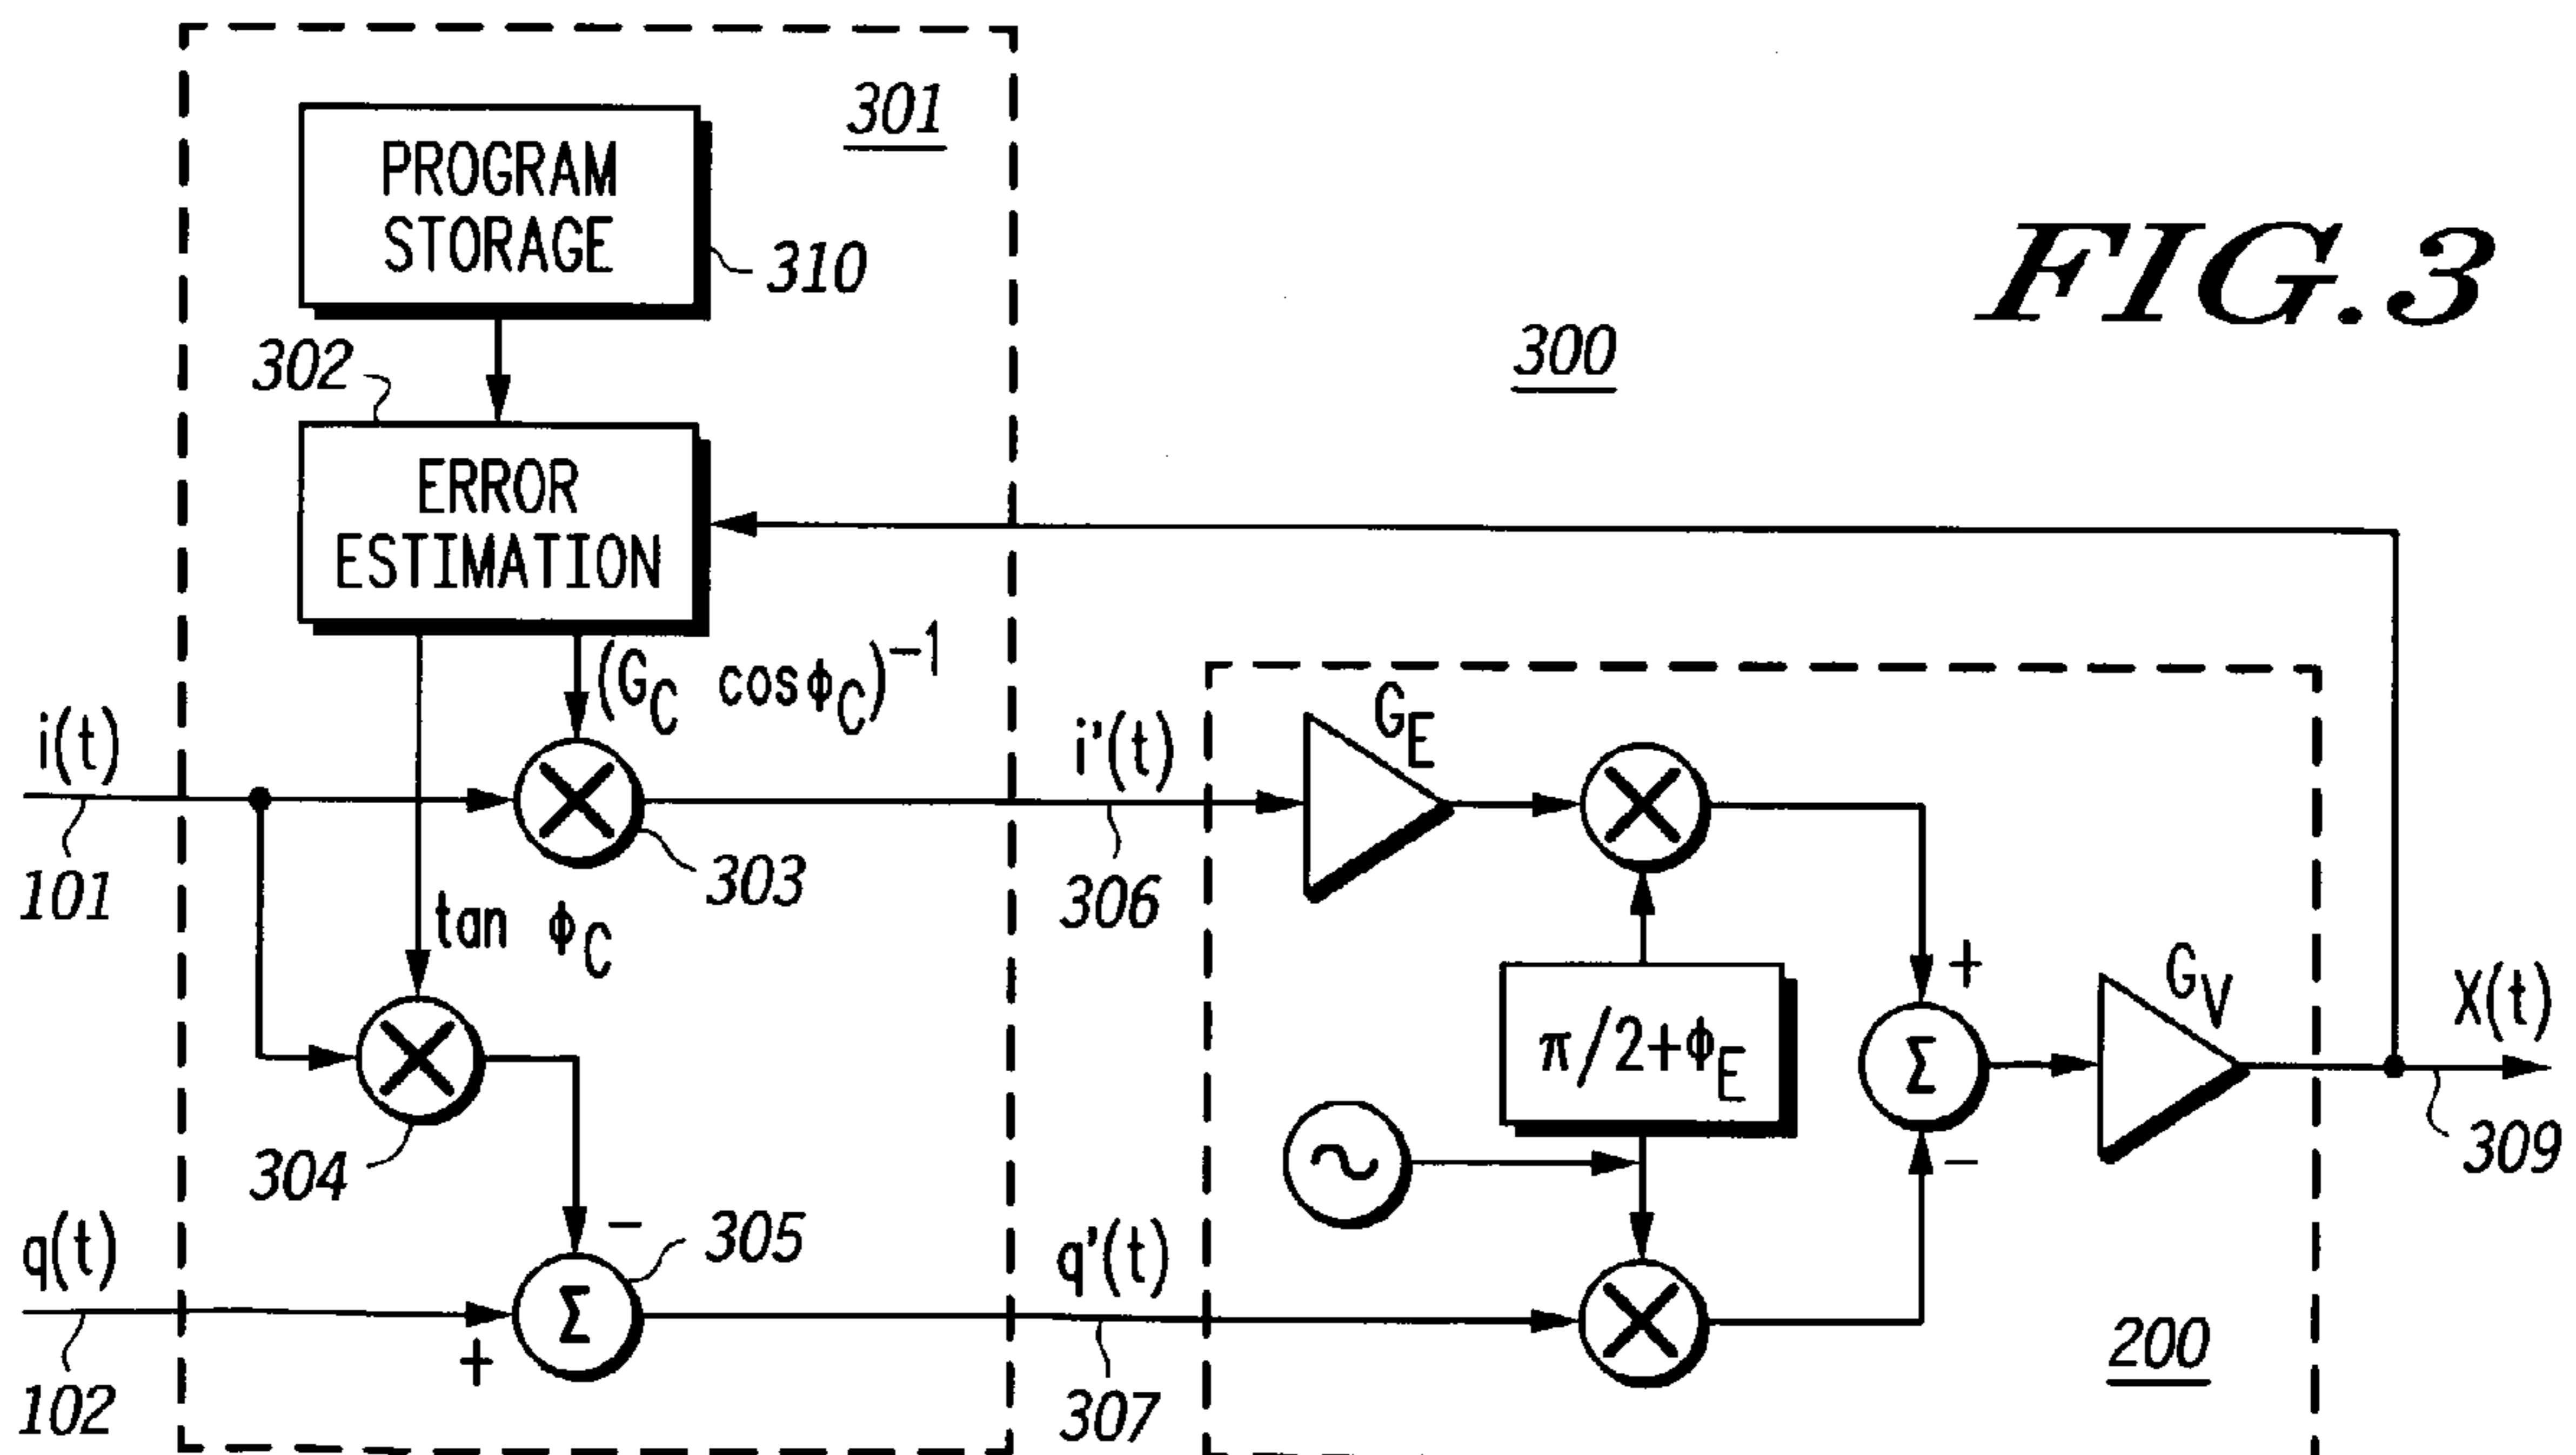 301
PROGRAM
STORAGE
310
FIG.3
300
302
ERROR
ESTIMATION
(G_C cosϕ_C)^-1
G_E
i(t)
i'(t)
101
303
306
tan ϕ_C
+
G_V
X(t)
π/2+ϕ_E
Σ
304
309
−
−
305
q(t)
q'(t)
Σ
+
102
307
200